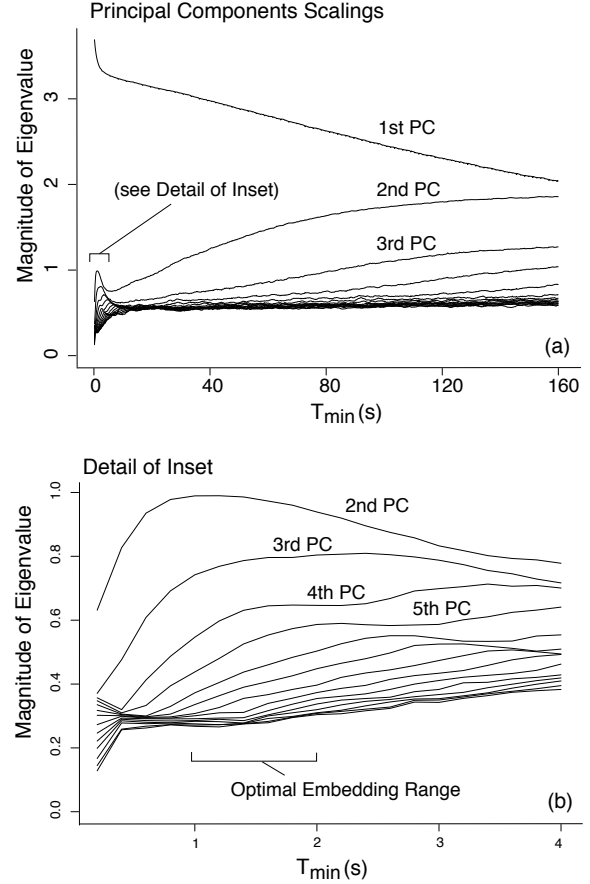 Principal Components Scalings
Magnitude of Eigenvalue
3
2
1
0
1st PC
2nd PC
3rd PC
(see Detail of Inset)
(a)
0 40 80 120 160
Tmin(s)
Detail of Inset
Magnitude of Eigenvalue
1.0
0.8
0.6
0.4
0.2
0.0
2nd PC
3rd PC
4th PC
5th PC
Optimal Embedding Range
(b)
1 2 3 4
Tmin(s)